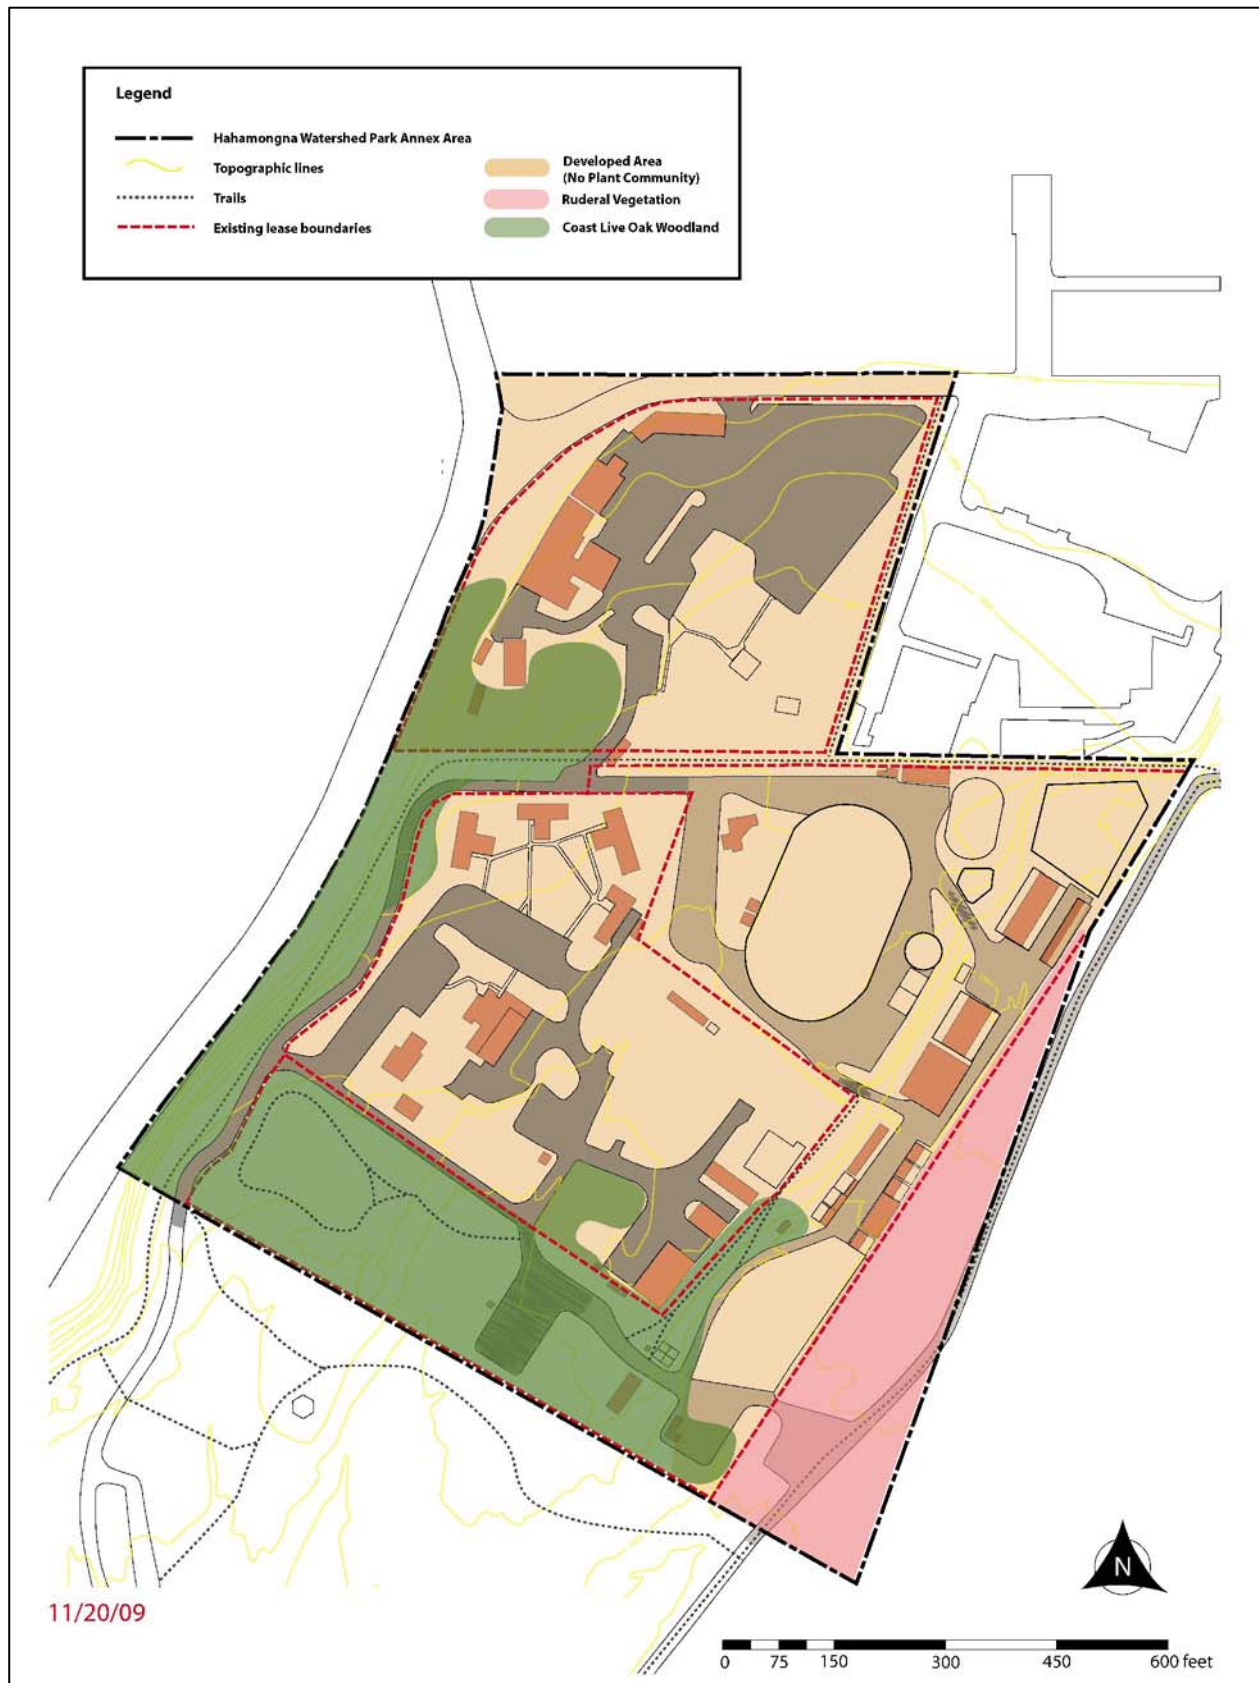 Legend
Hahamongna Watershed Park Annex Area
Topographic lines
Trails
Existing lease boundaries
Developed Area
(No Plant Community)
Ruderal Vegetation
Coast Live Oak Woodland
N
11/20/09
0 75 150 300 450 600 feet